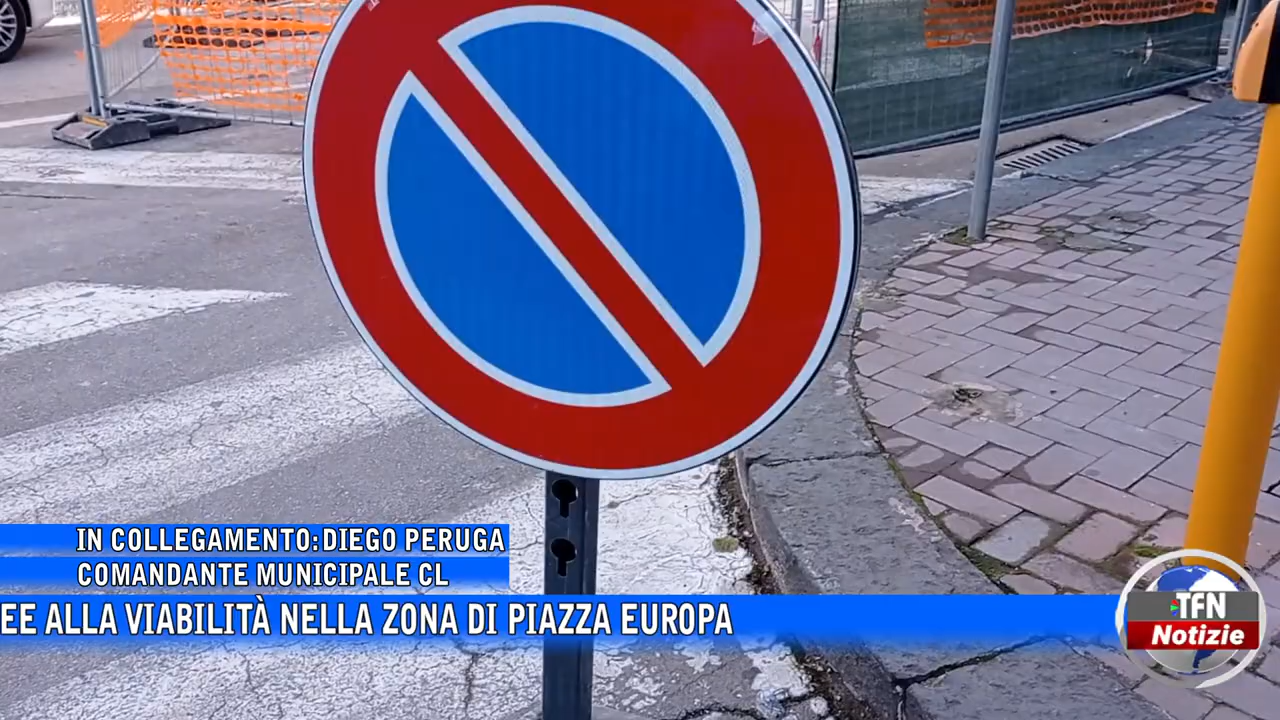 IN COLLEGAMENTO:DIEGO PERUGA
COMANDANTE MUNICIPALE CL
EE ALLA VIABILITÀ NELLA ZONA DI PIAZZA EUROPA
TFN
Notizie